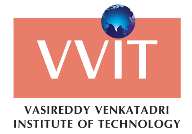 VVIT
VASIREDDY VENKATADRI
INSTITUTE OF TECHNOLOGY